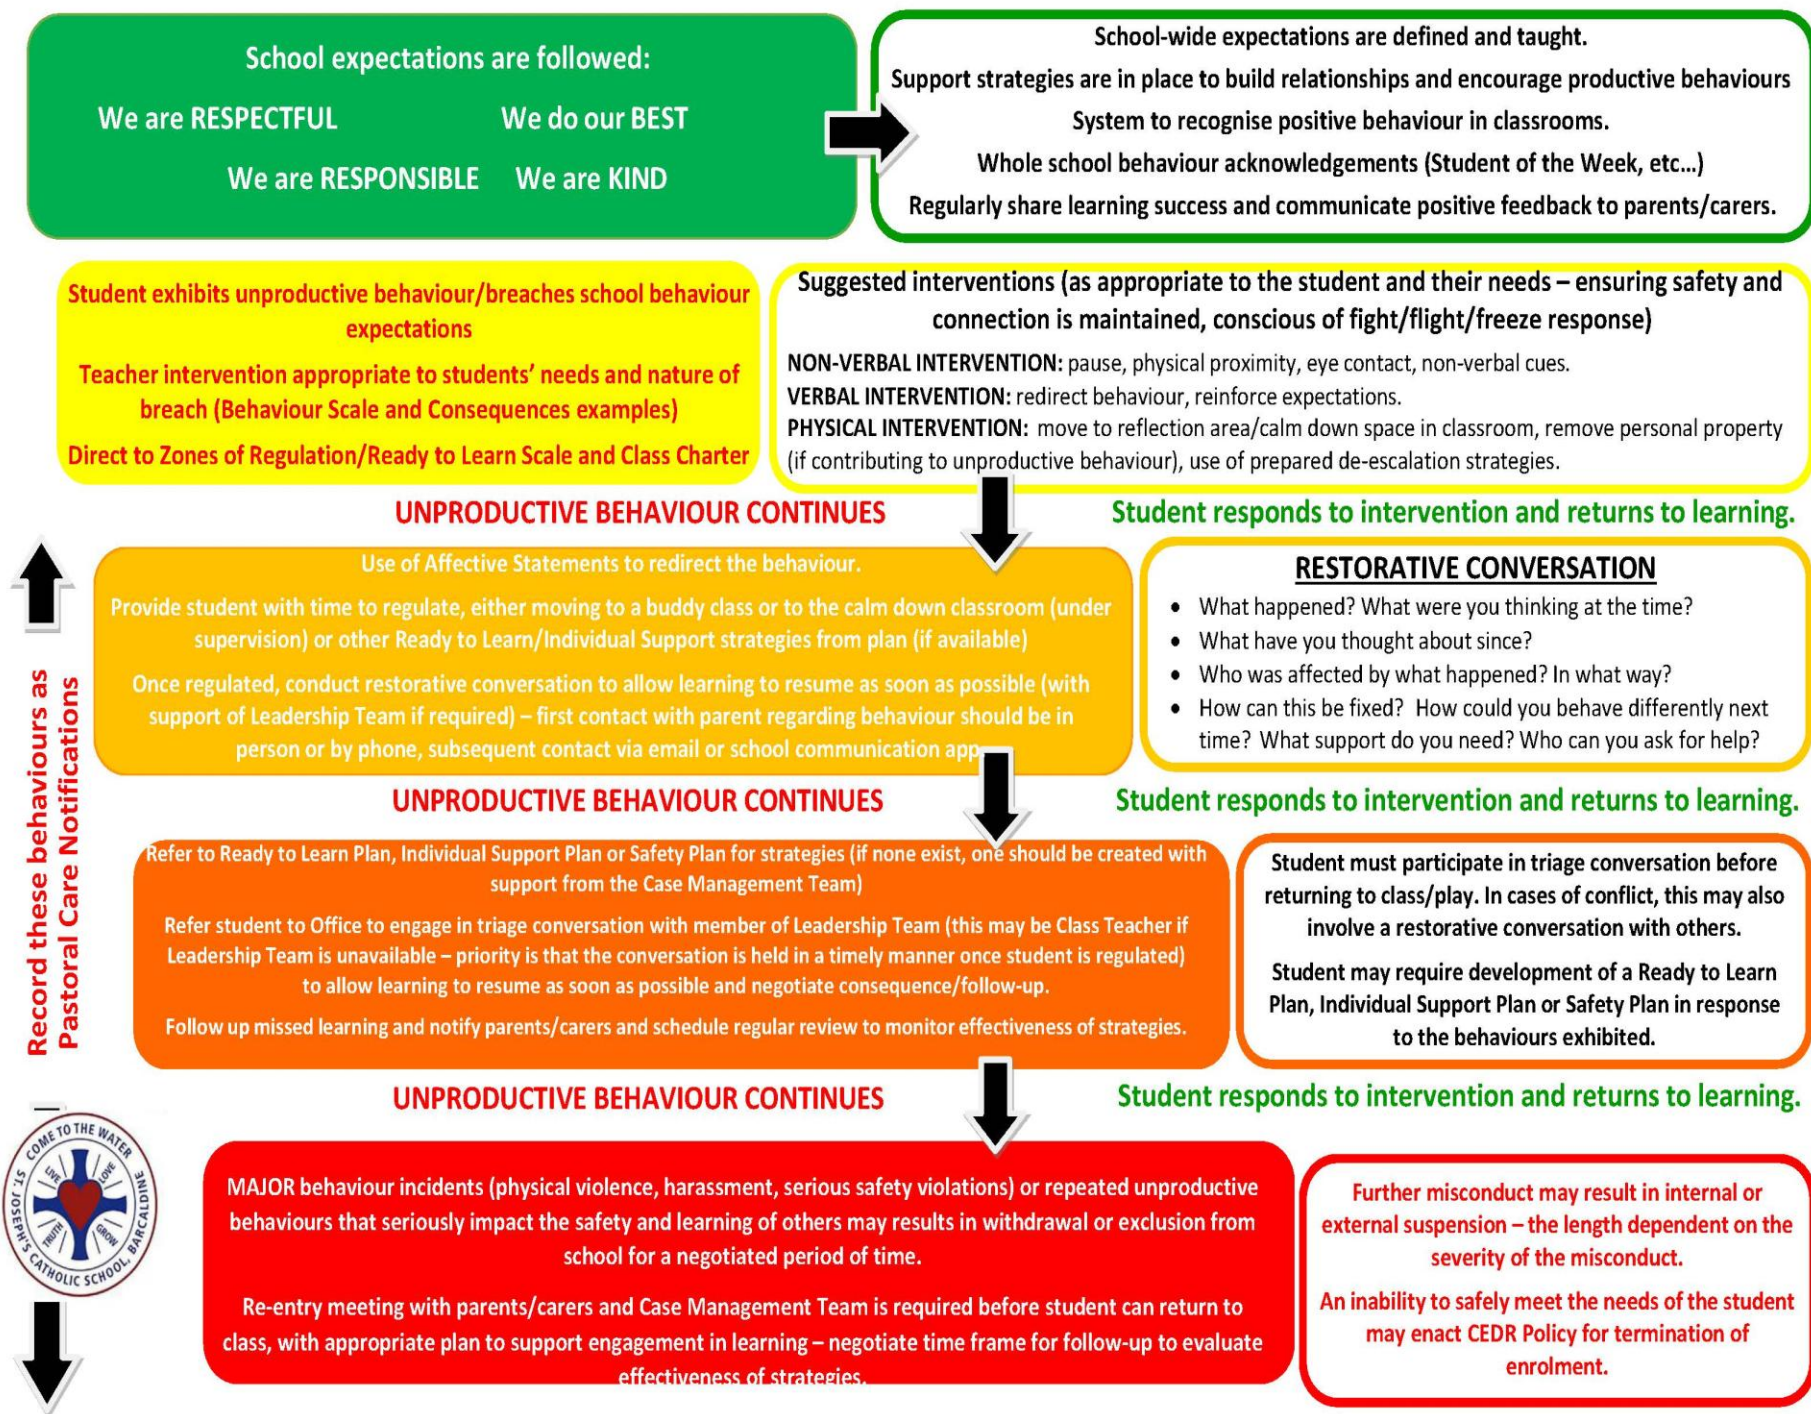 School expectations are followed:
We are RESPECTFUL We do our BEST
We are RESPONSIBLE We are KIND
School-wide expectations are defined and taught.
Support strategies are in place to build relationships and encourage productive behaviours
System to recognise positive behaviour in classrooms.
Whole school behaviour acknowledgements (Student of the Week, etc...)
Regularly share learning success and communicate positive feedback to parents/carers.
Student exhibits unproductive behaviour/breaches school behaviour
expectations
Teacher intervention appropriate to students' needs and nature of
breach (Behaviour Scale and Consequences examples)
Direct to Zones of Regulation/Ready to Learn Scale and Class Charter
Suggested interventions (as appropriate to the student and their needs – ensuring safety and
connection is maintained, conscious of fight/flight/freeze response)
NON-VERBAL INTERVENTION: pause, physical proximity, eye contact, non-verbal cues.
VERBAL INTERVENTION: redirect behaviour, reinforce expectations.
PHYSICAL INTERVENTION: move to reflection area/calm down space in classroom, remove personal property
(if contributing to unproductive behaviour), use of prepared de-escalation strategies.
UNPRODUCTIVE BEHAVIOUR CONTINUES
Student responds to intervention and returns to learning.
Record these behaviours as
Pastoral Care Notifications
Use of Affective Statements to redirect the behaviour.
Provide student with time to regulate, either moving to a buddy class or to the calm down classroom (under
supervision) or other Ready to Learn/Individual Support strategies from plan (if available)
Once regulated, conduct restorative conversation to allow learning to resume as soon as possible (with
support of Leadership Team if required) – first contact with parent regarding behaviour should be in
person or by phone, subsequent contact via email or school communication app
RESTORATIVE CONVERSATION
• What happened? What were you thinking at the time?
• What have you thought about since?
• Who was affected by what happened? In what way?
• How can this be fixed? How could you behave differently next
time? What support do you need? Who can you ask for help?
UNPRODUCTIVE BEHAVIOUR CONTINUES
Student responds to intervention and returns to learning.
Refer to Ready to Learn Plan, Individual Support Plan or Safety Plan for strategies (if none exist, one should be created with
support from the Case Management Team)
Refer student to Office to engage in triage conversation with member of Leadership Team (this may be Class Teacher if
Leadership Team is unavailable – priority is that the conversation is held in a timely manner once student is regulated)
to allow learning to resume as soon as possible and negotiate consequence/follow-up.
Follow up missed learning and notify parents/carers and schedule regular review to monitor effectiveness of strategies.
Student must participate in triage conversation before
returning to class/play. In cases of conflict, this may also
involve a restorative conversation with others.
Student may require development of a Ready to Learn
Plan, Individual Support Plan or Safety Plan in response
to the behaviours exhibited.
UNPRODUCTIVE BEHAVIOUR CONTINUES
Student responds to intervention and returns to learning.
COME TO THE WATER
ST. JOSEPH'S CATHOLIC SCHOOL, BARCALDINE
LIVE LOVE
TRUTH GROW
MAJOR behaviour incidents (physical violence, harassment, serious safety violations) or repeated unproductive
behaviours that seriously impact the safety and learning of others may results in withdrawal or exclusion from
school for a negotiated period of time.
Re-entry meeting with parents/carers and Case Management Team is required before student can return to
class, with appropriate plan to support engagement in learning – negotiate time frame for follow-up to evaluate
effectiveness of strategies.
Further misconduct may result in internal or
external suspension – the length dependent on the
severity of the misconduct.
An inability to safely meet the needs of the student
may enact CEDR Policy for termination of
enrolment.